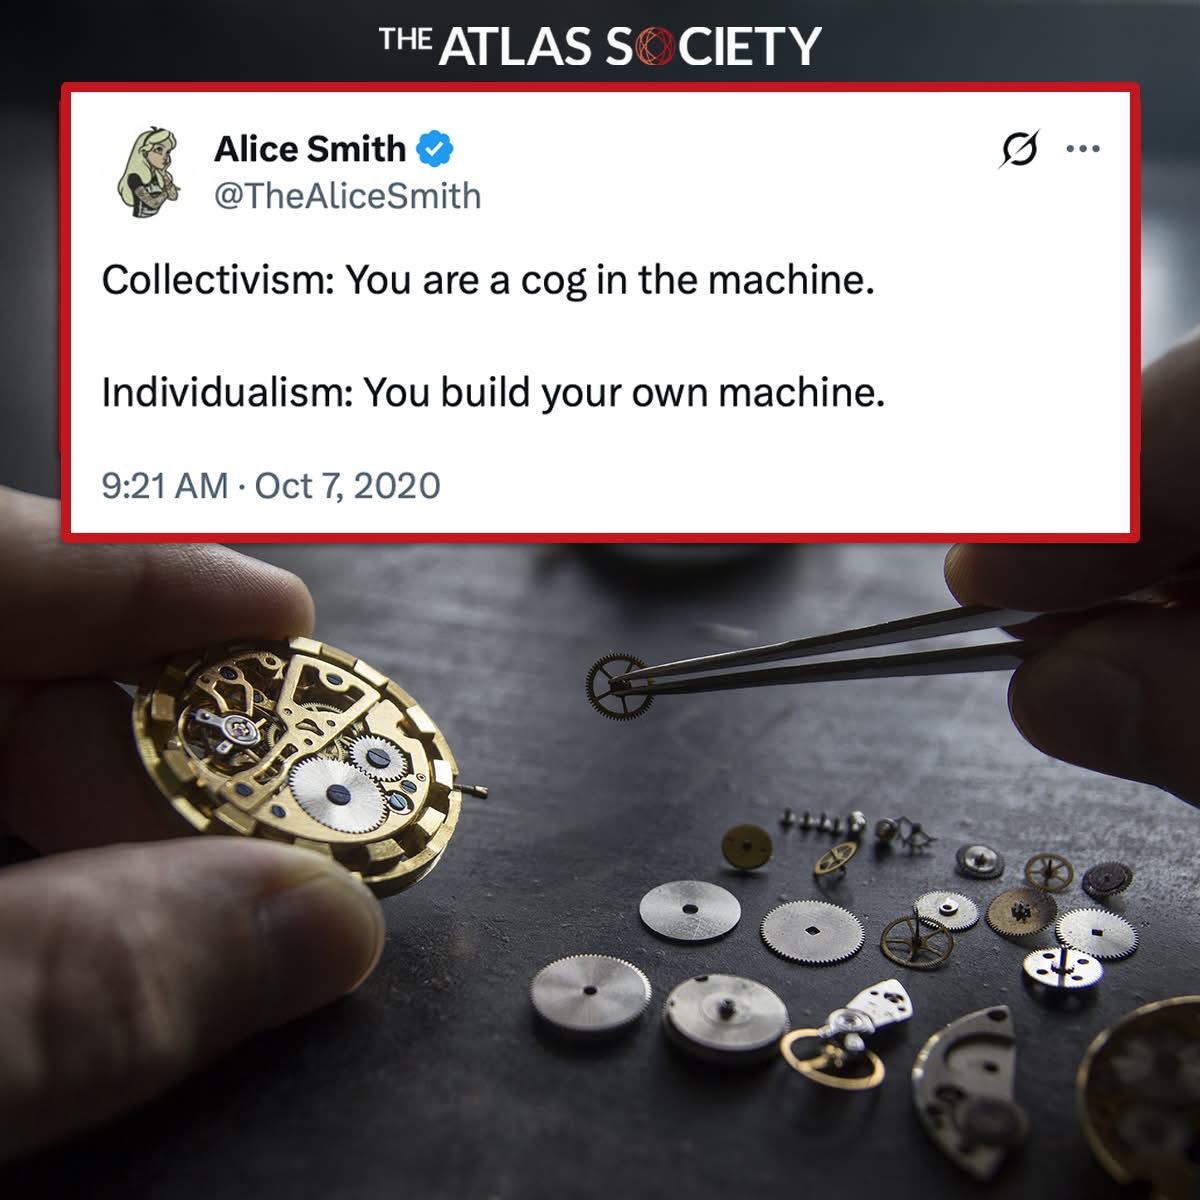 THE ATLAS SOCIETY
Alice Smith
@TheAliceSmith
Collectivism: You are a cog in the machine.
Individualism: You build your own machine.
9:21 AM · Oct 7, 2020